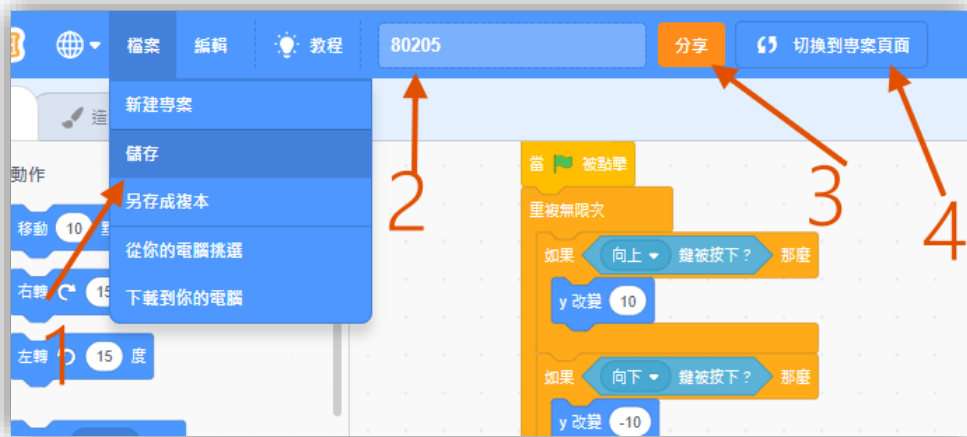 檔案 編輯 教程 80205 分享 切換到專案頁面
新建專案
儲存
另存成複本
從你的電腦挑選
下載到你的電腦
造
動作
移動 10
右轉 15
左轉 15 度
當 被點擊
重複無限次
如果 向上 鍵被按下? 那麼
y 改變 10
如果 向下 鍵被按下? 那麼
y 改變 -10
1
2
3
4